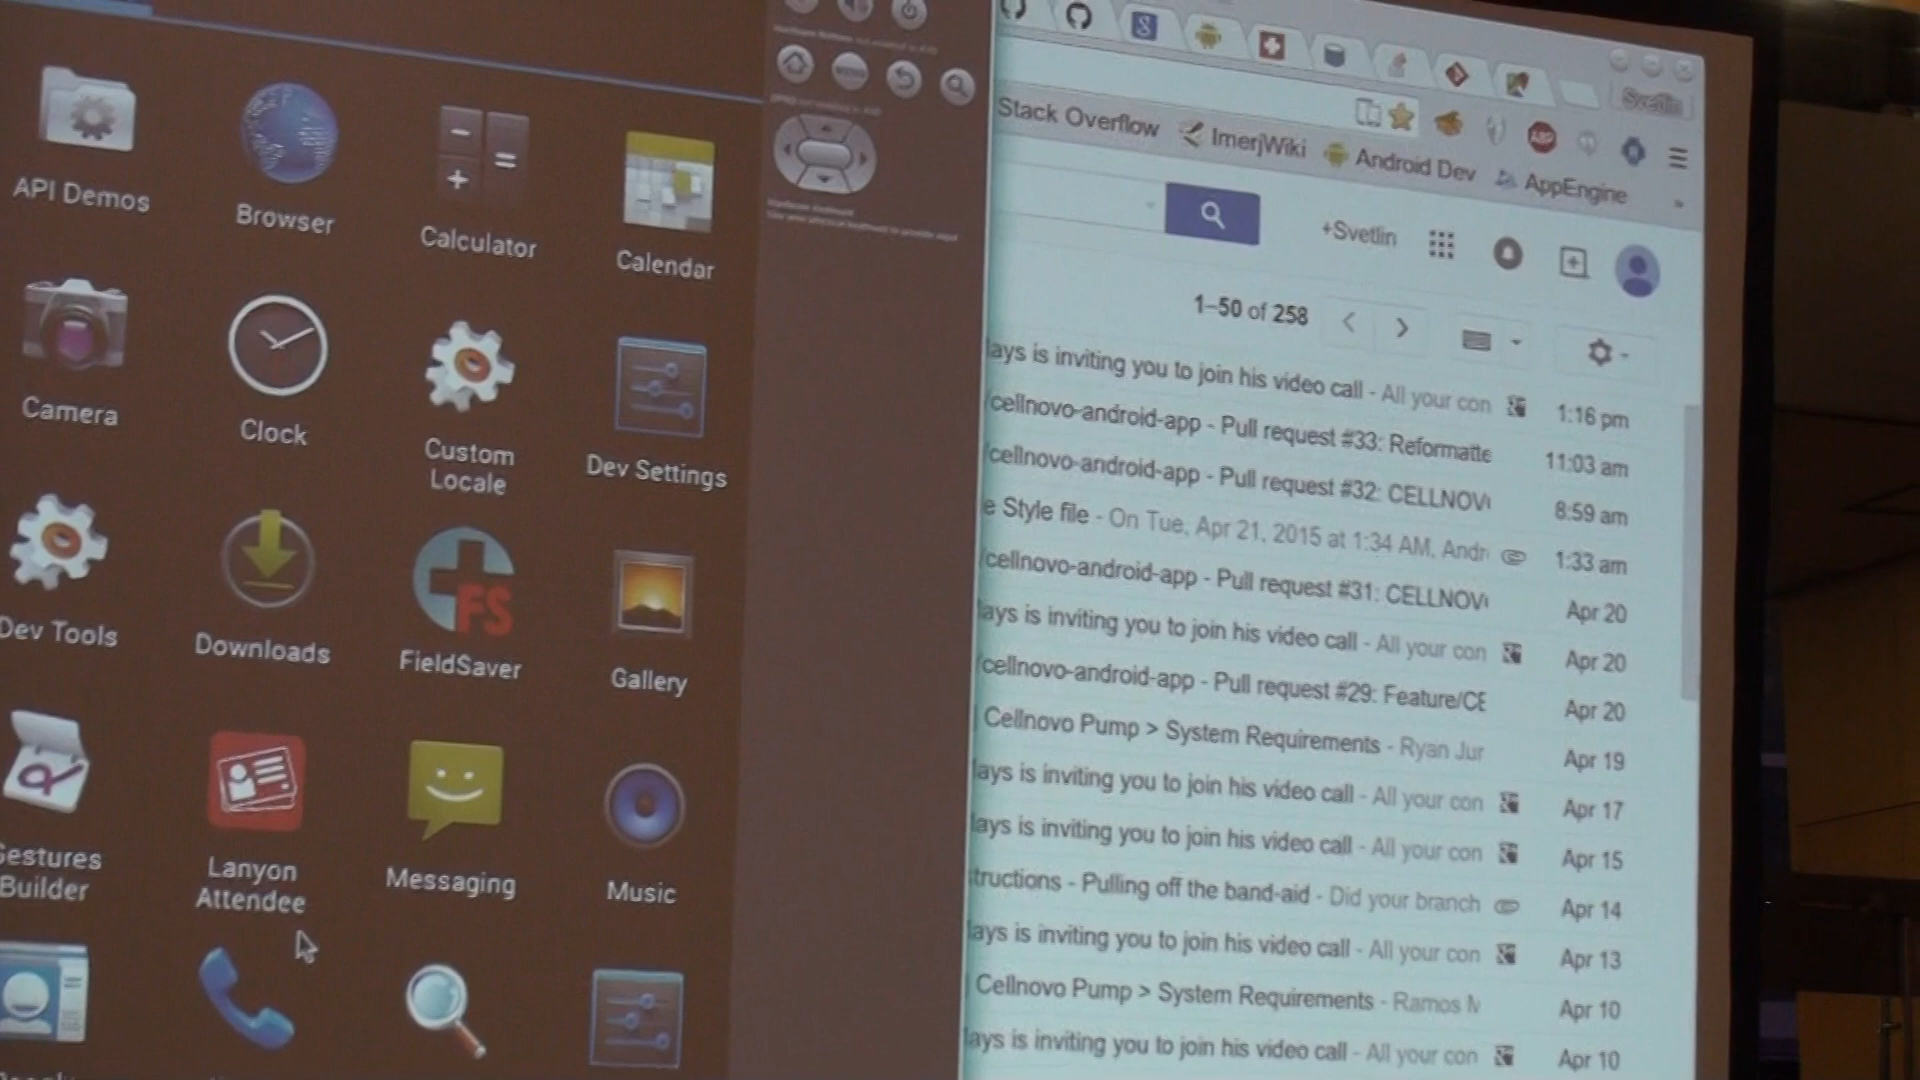 API Demos
Browser
Calculator
Calendar
Camera
Clock
Custom
Locale
Dev Settings
Dev Tools
Downloads
FieldSaver
FS
Gallery
Gestures
Builder
Lanyon
Attendee
Messaging
Music
MENU
Svetlin
Stack Overflow
ImerjWiki
Android Dev
AppEngine
»
ABP
+Svetlin
1–50 of 258
lays is inviting you to join his video call - All your con 1:16 pm
/cellnovo-android-app - Pull request #33: Reformatte 11:03 am
/cellnovo-android-app - Pull request #32: CELLNOV 8:59 am
e Style file - On Tue, Apr 21, 2015 at 1:34 AM, Andr 1:33 am
/cellnovo-android-app - Pull request #31: CELLNOV Apr 20
lays is inviting you to join his video call - All your con Apr 20
/cellnovo-android-app - Pull request #29: Feature/CE Apr 20
Cellnovo Pump > System Requirements - Ryan Jur Apr 19
lays is inviting you to join his video call - All your con Apr 17
lays is inviting you to join his video call - All your con Apr 15
tructions - Pulling off the band-aid - Did your branch Apr 14
lays is inviting you to join his video call - All your con Apr 13
Cellnovo Pump > System Requirements - Ramos M Apr 10
lays is inviting you to join his video call - All your con Apr 10